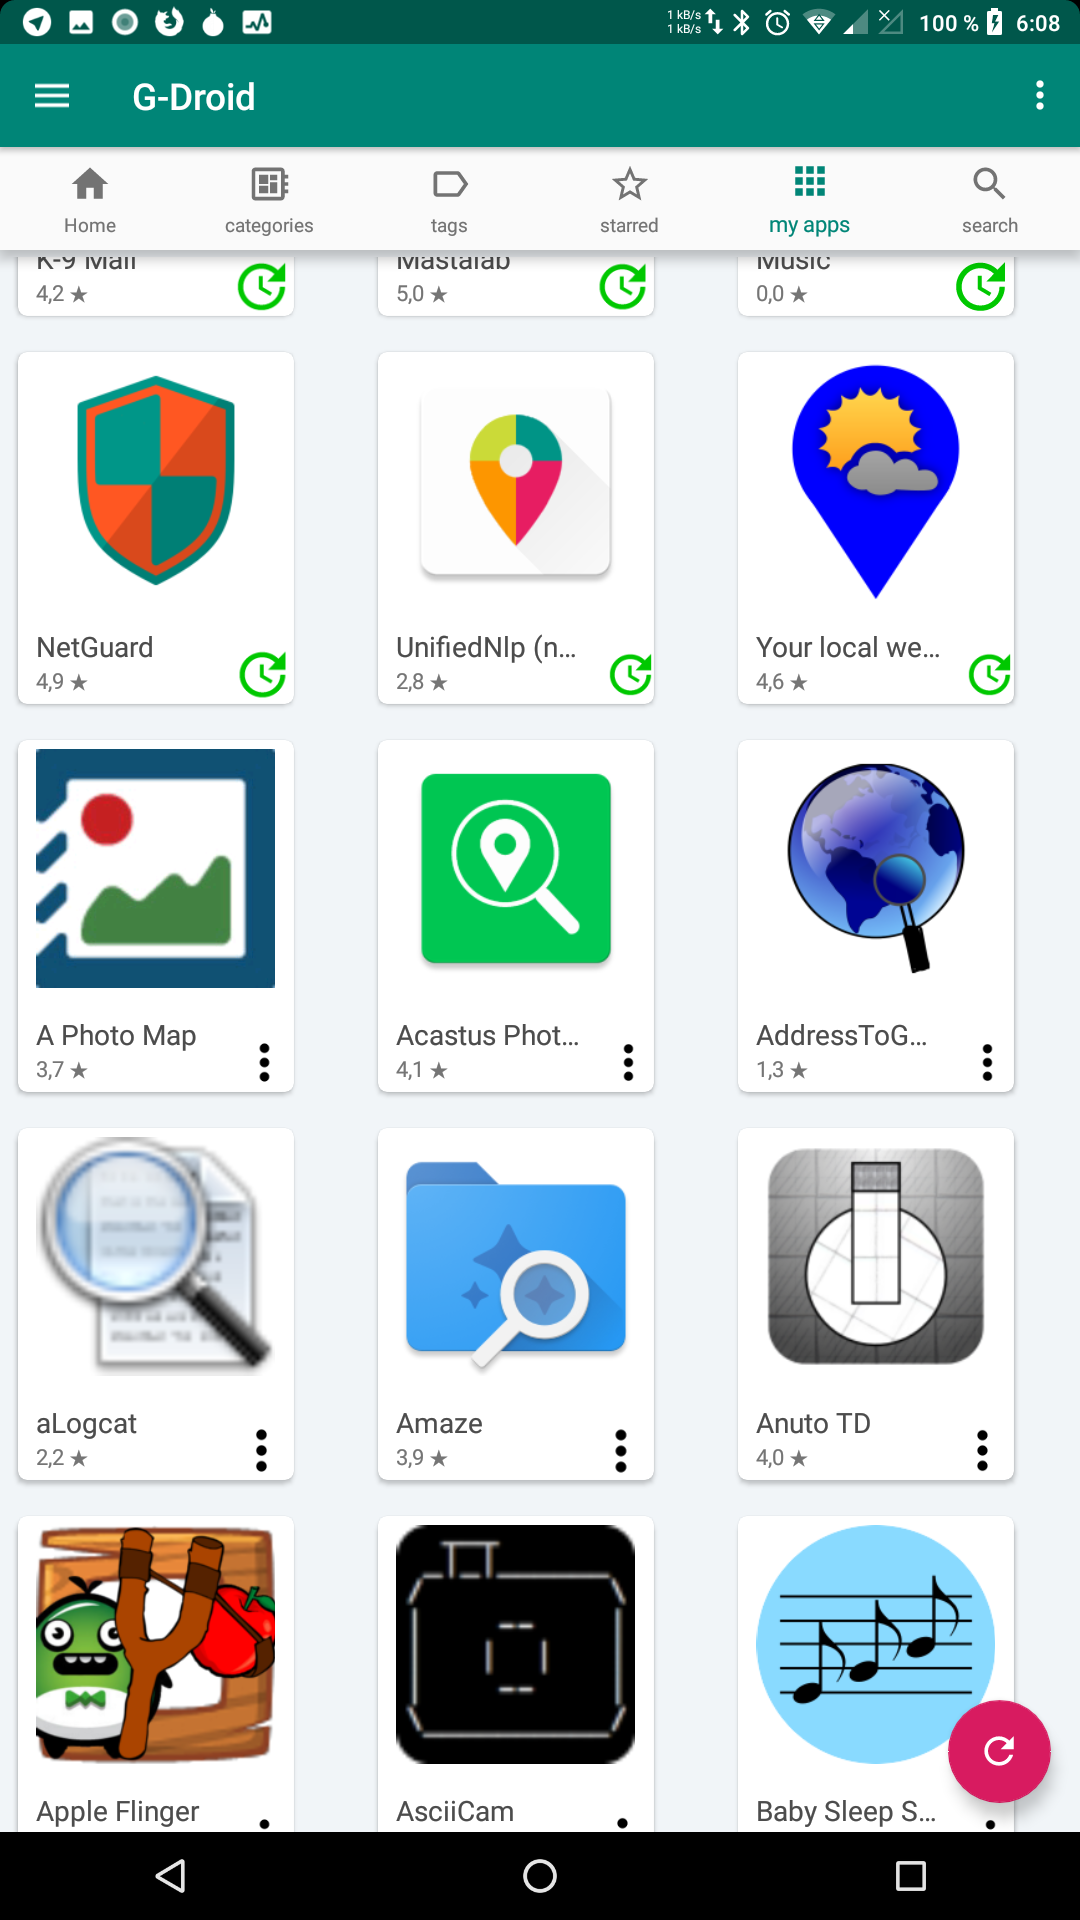 1 kB/s
1 kB/s
100 %
6:08
G-Droid
Home
categories
tags
starred
my apps
search
K-9 Mail
Mastalab
Music
4,2 ★
5,0 ★
0,0 ★
NetGuard
UnifiedNlp (n...
Your local we...
4,9 ★
2,8 ★
4,6 ★
A Photo Map
Acastus Phot...
AddressToG...
3,7 ★
4,1 ★
1,3 ★
aLogcat
Amaze
Anuto TD
2,2 ★
3,9 ★
4,0 ★
Apple Flinger
AsciiCam
Baby Sleep S...